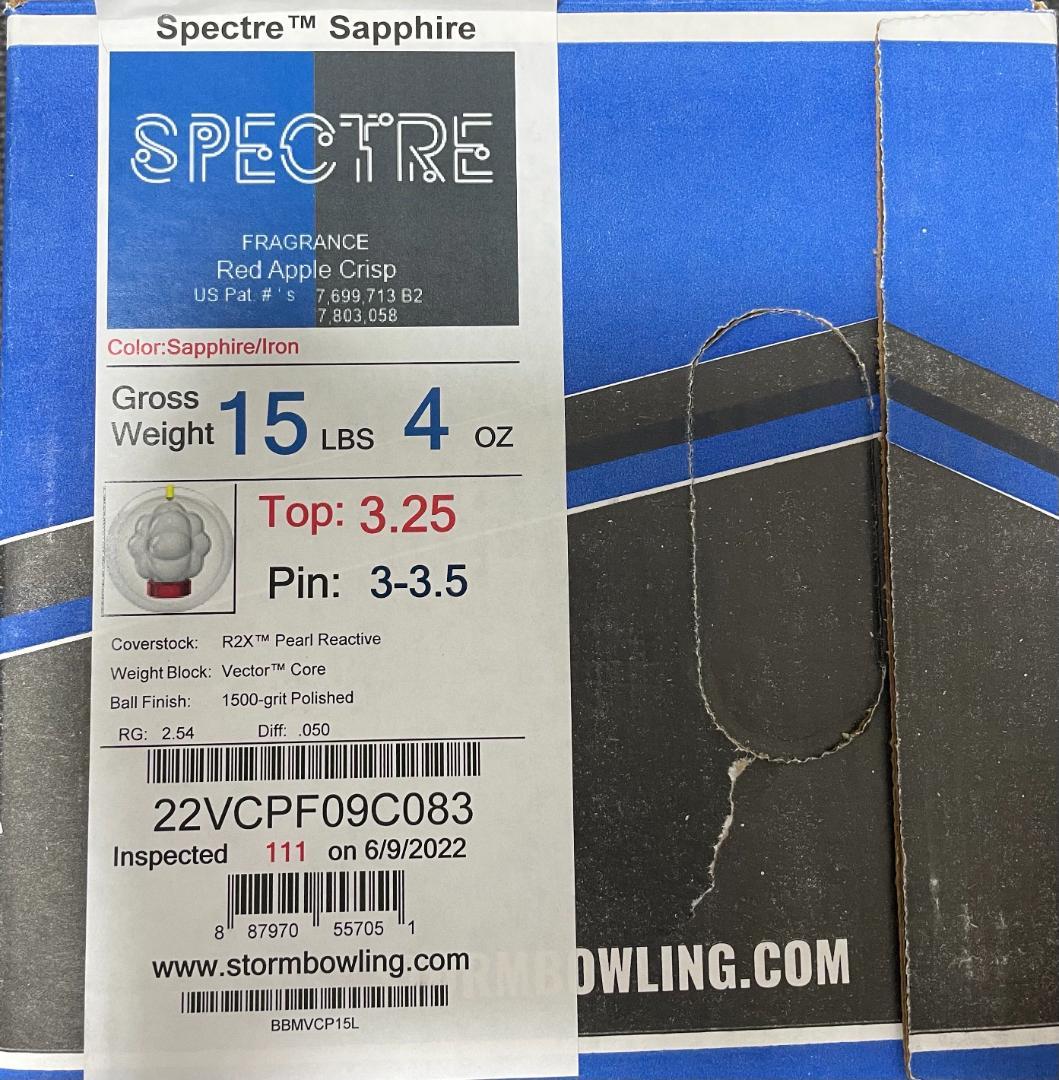 Spectre™ Sapphire
SPECTRE
FRAGRANCE
Red Apple Crisp
US Pat. # ' s 7,699,713 B2
7,803,058
Color:Sapphire/Iron
Gross
Weight 15 LBS 4 OZ
Top: 3.25
Pin: 3-3.5
Coverstock: R2X™ Pearl Reactive
Weight Block: Vector™ Core
Ball Finish: 1500-grit Polished
RG: 2.54 Diff: .050
22VCPF09C083
Inspected 111 on 6/9/2022
8 87970 55705 1
www.stormbowling.com
BBMVCP15L
RMBOWLING.COM